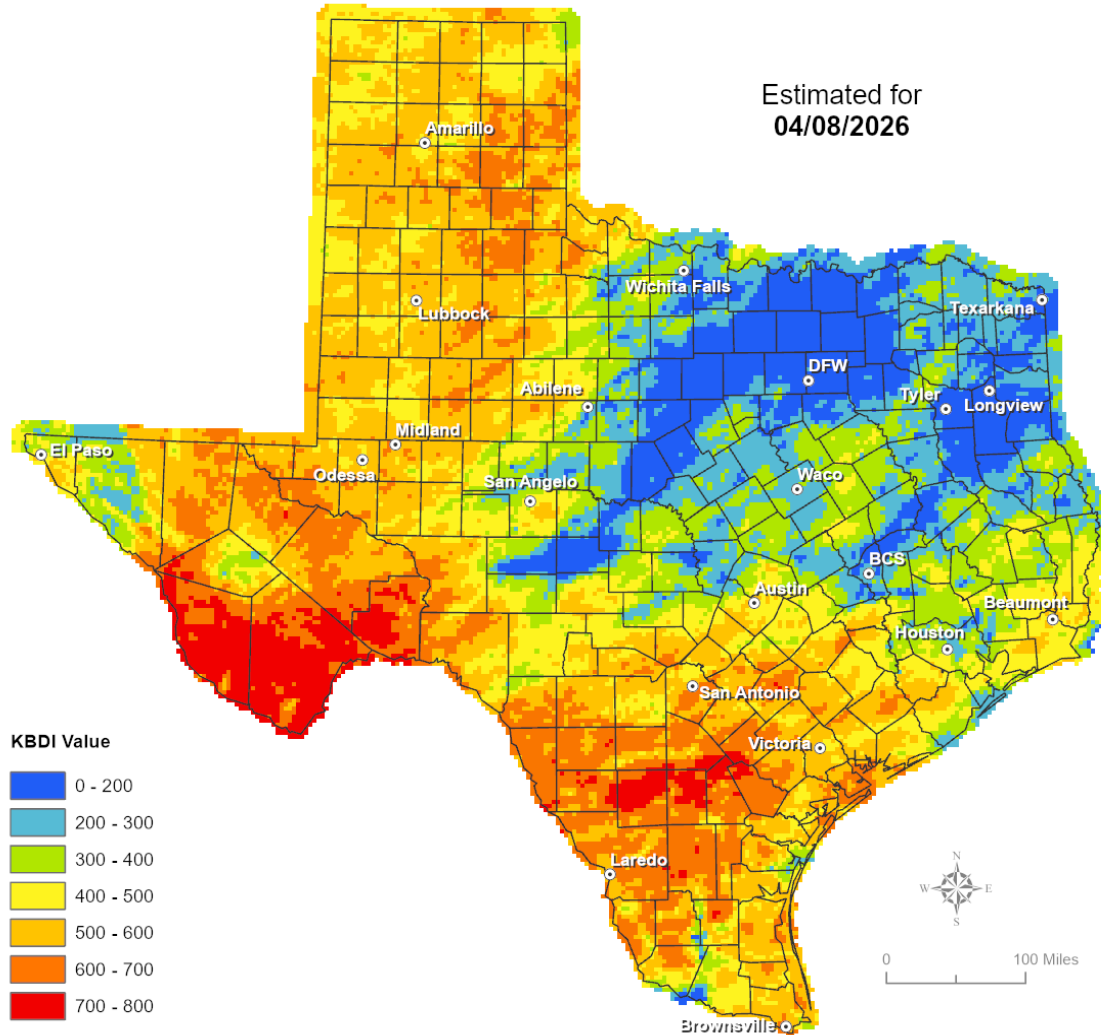 Estimated for
04/08/2026
Amarillo
Wichita Falls
Lubbock
Texarkana
DFW
Abilene
Tyler
Longview
Midland
El Paso
Odessa
San Angelo
Waco
BCS
Austin
Beaumont
Houston
San Antonio
Victoria
KBDI Value
0 - 200
200 - 300
300 - 400
400 - 500
500 - 600
600 - 700
700 - 800
Laredo
N
W E
S
0 100 Miles
Brownsville